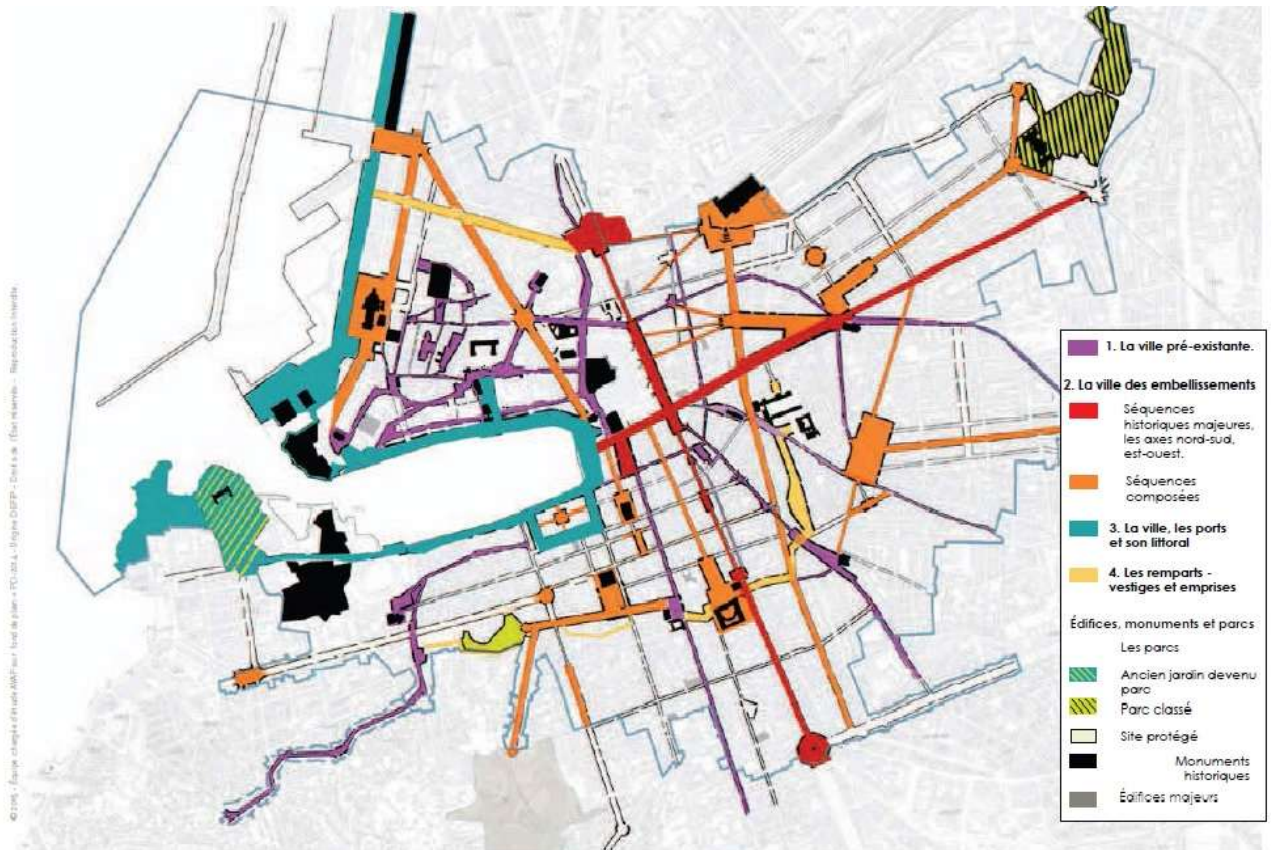 1. La ville pré-existante.
2. La ville des embellissements
Séquences
historiques majeures,
les axes nord-sud,
est-ouest.
Séquences
composées
3. La ville, les ports
et son littoral
4. Les remparts -
vestiges et emprises
Édifices, monuments et parcs
Les parcs
Ancien jardin devenu
parc
Parc classé
Site protégé
Monuments
historiques
Édifices majeurs